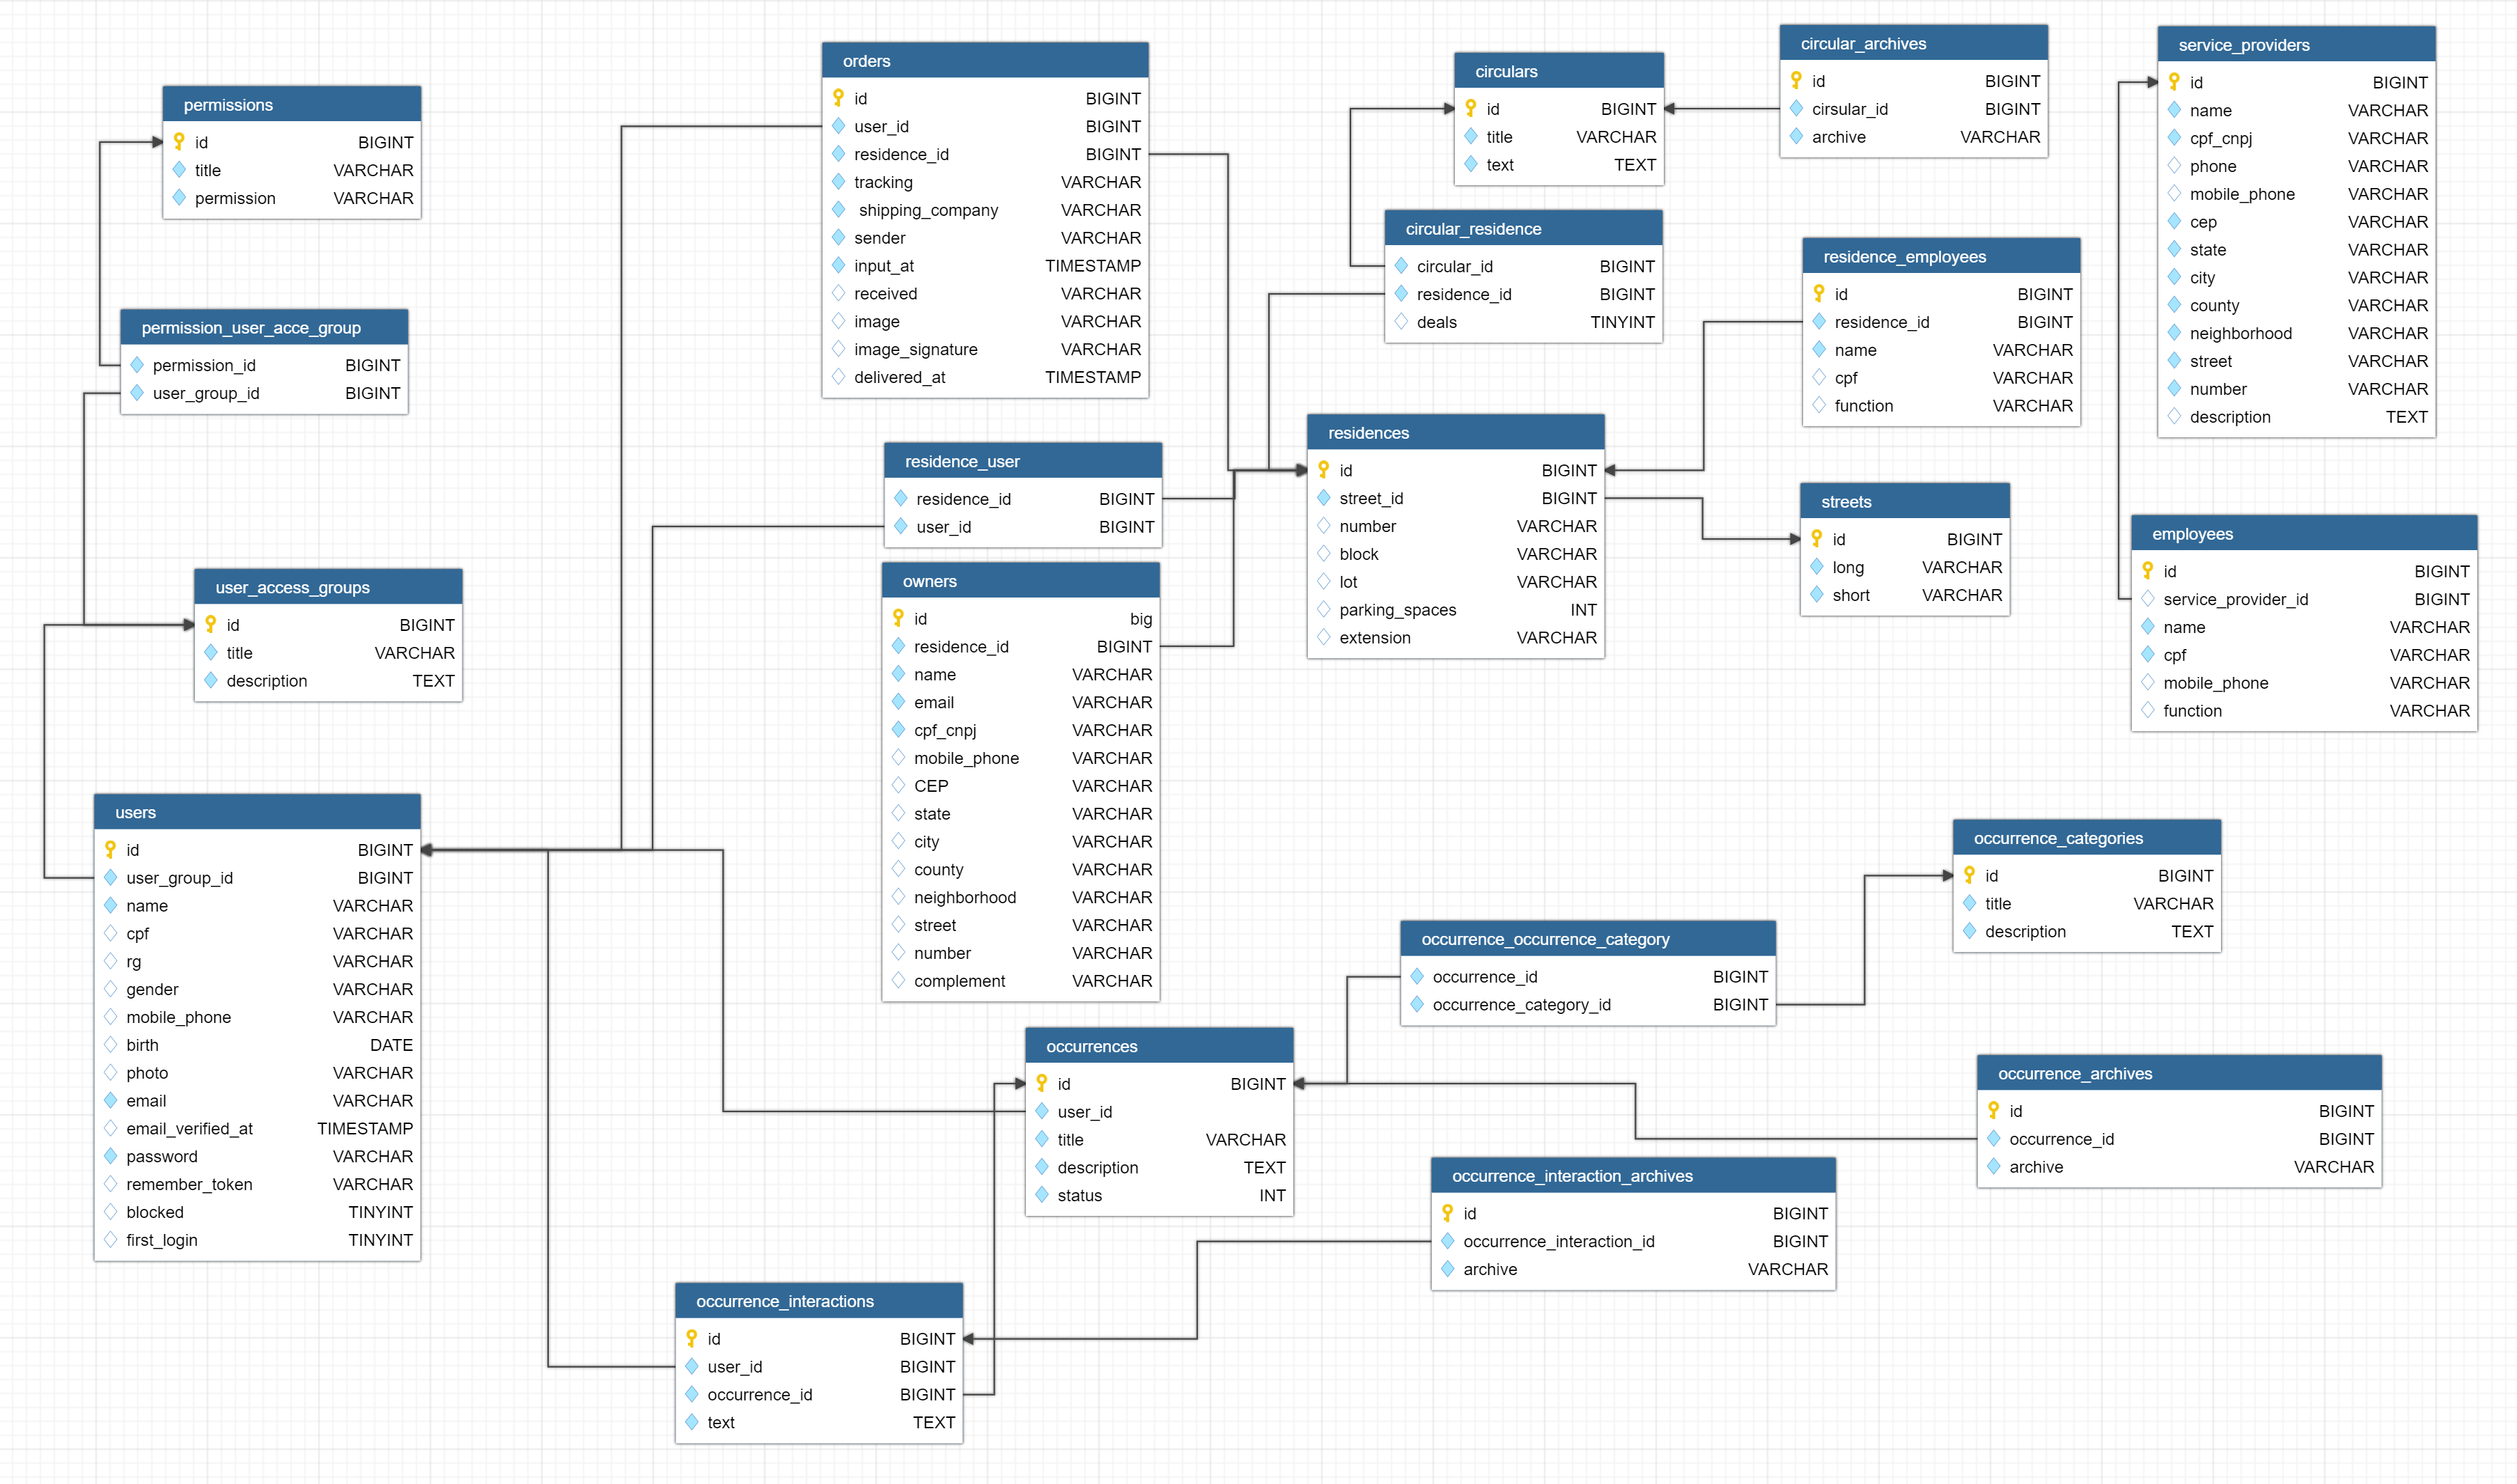 permissions
id BIGINT
title VARCHAR
permission VARCHAR
permission_user_acce_group
permission_id BIGINT
user_group_id BIGINT
user_access_groups
id BIGINT
title VARCHAR
description TEXT
users
id BIGINT
user_group_id BIGINT
name VARCHAR
cpf VARCHAR
rg VARCHAR
gender VARCHAR
mobile_phone VARCHAR
birth DATE
photo VARCHAR
email VARCHAR
email_verified_at TIMESTAMP
password VARCHAR
remember_token VARCHAR
blocked TINYINT
first_login TINYINT
orders
id BIGINT
user_id BIGINT
residence_id BIGINT
tracking VARCHAR
shipping_company VARCHAR
sender VARCHAR
input_at TIMESTAMP
received VARCHAR
image VARCHAR
image_signature VARCHAR
delivered_at TIMESTAMP
residence_user
residence_id BIGINT
user_id BIGINT
owners
id big
residence_id BIGINT
name VARCHAR
email VARCHAR
cpf_cnpj VARCHAR
mobile_phone VARCHAR
CEP VARCHAR
state VARCHAR
city VARCHAR
county VARCHAR
neighborhood VARCHAR
street VARCHAR
number VARCHAR
complement VARCHAR
occurrences
id BIGINT
user_id
title VARCHAR
description TEXT
status INT
occurrence_interactions
id BIGINT
user_id BIGINT
occurrence_id BIGINT
text TEXT
circulars
id BIGINT
title VARCHAR
text TEXT
circular_residence
circular_id BIGINT
residence_id BIGINT
deals TINYINT
residences
id BIGINT
street_id BIGINT
number VARCHAR
block VARCHAR
lot VARCHAR
parking_spaces INT
extension VARCHAR
occurrence_occurrence_category
occurrence_id BIGINT
occurrence_category_id BIGINT
occurrence_interaction_archives
id BIGINT
occurrence_interaction_id BIGINT
archive VARCHAR
circular_archives
id BIGINT
cirsular_id BIGINT
archive VARCHAR
residence_employees
id BIGINT
residence_id BIGINT
name VARCHAR
cpf VARCHAR
function VARCHAR
streets
id BIGINT
long VARCHAR
short VARCHAR
occurrence_categories
id BIGINT
title VARCHAR
description TEXT
occurrence_archives
id BIGINT
occurrence_id BIGINT
archive VARCHAR
service_providers
id BIGINT
name VARCHAR
cpf_cnpj VARCHAR
phone VARCHAR
mobile_phone VARCHAR
cep VARCHAR
state VARCHAR
city VARCHAR
county VARCHAR
neighborhood VARCHAR
street VARCHAR
number VARCHAR
description TEXT
employees
id BIGINT
service_provider_id BIGINT
name VARCHAR
cpf VARCHAR
mobile_phone VARCHAR
function VARCHAR